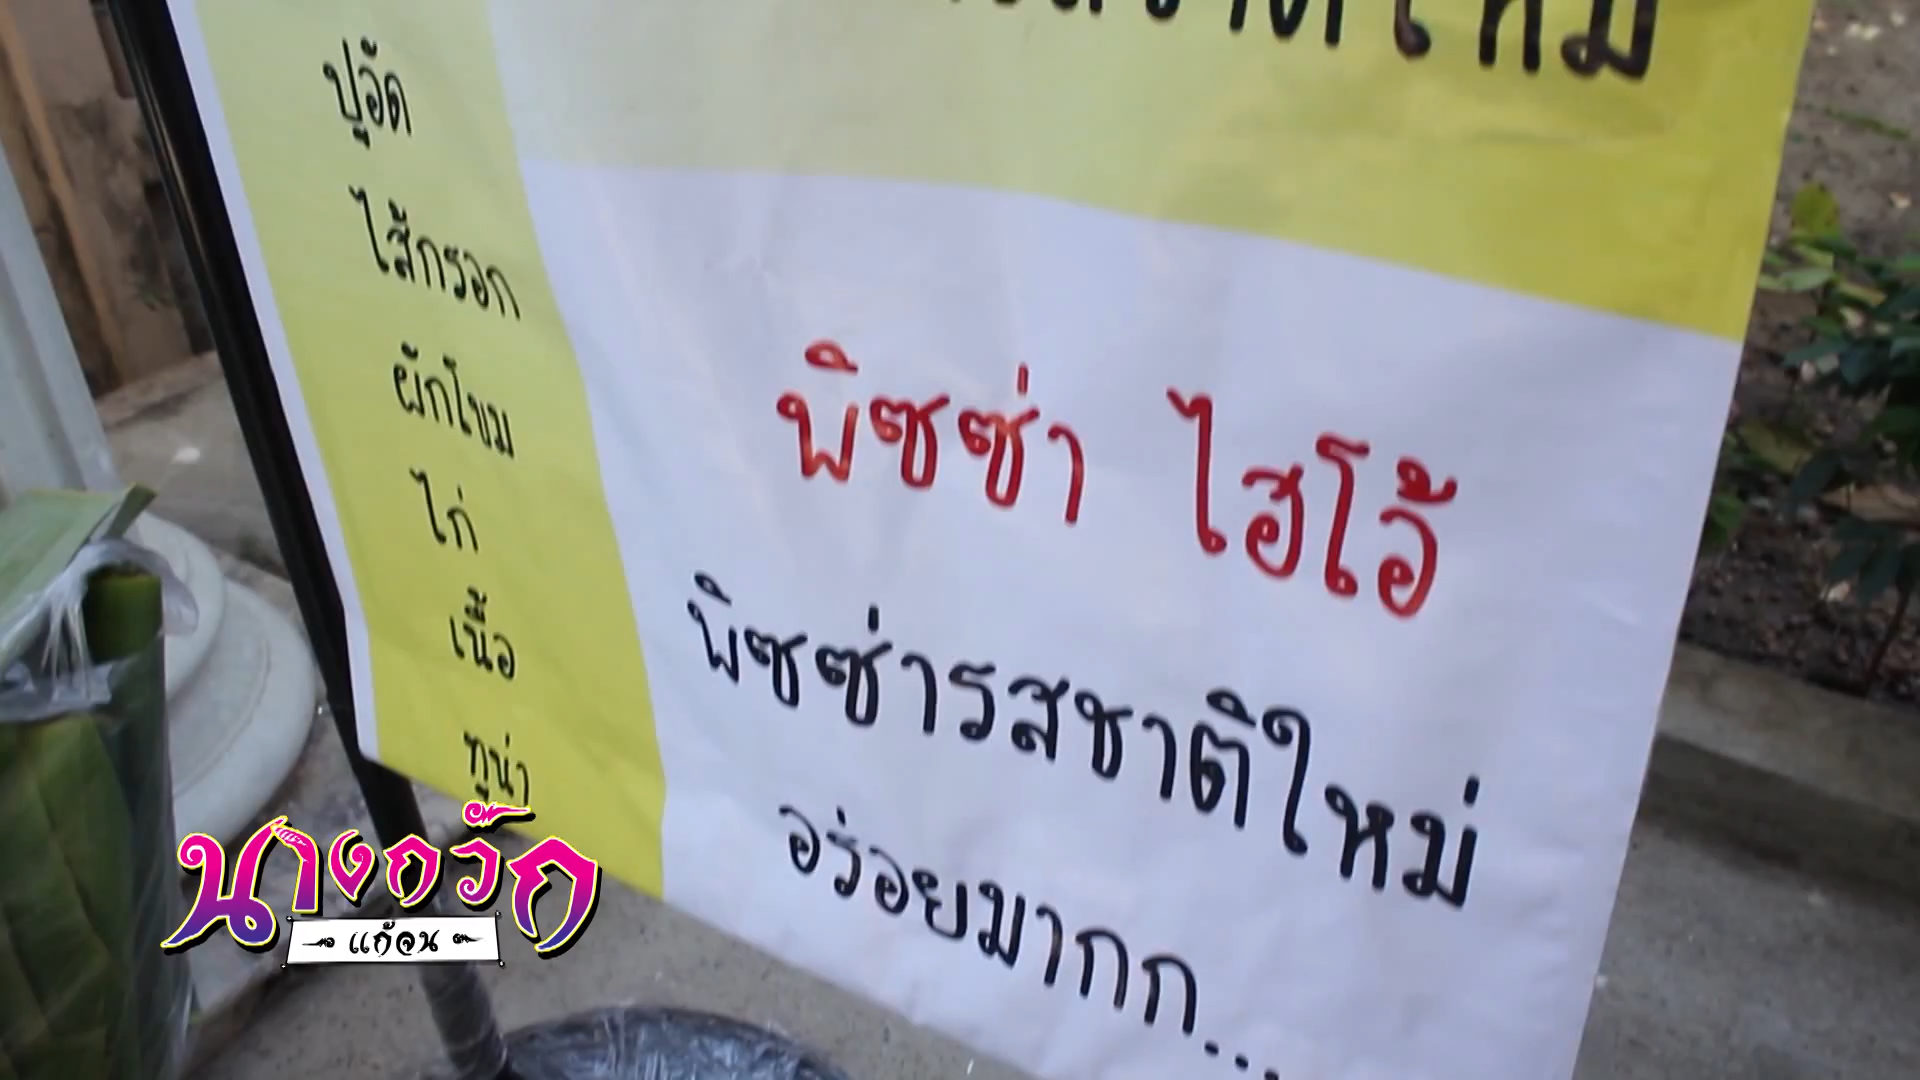 ปูอัด
ไส้กรอก
ผักโขม
ไก่
เนื้อ
ทูน่า
พิซซ่า ไฮโอ้
พิซซ่ารสชาติใหม่
อร่อยมากก...
นางกวัก
แก้จน